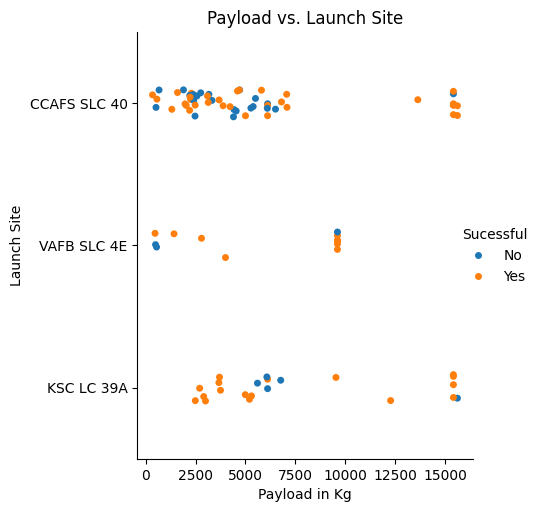 Payload vs. Launch Site
CCAFS SLC 40
VAFB SLC 4E
KSC LC 39A
Launch Site
Sucessful
No
Yes
0 2500 5000 7500 10000 12500 15000
Payload in Kg